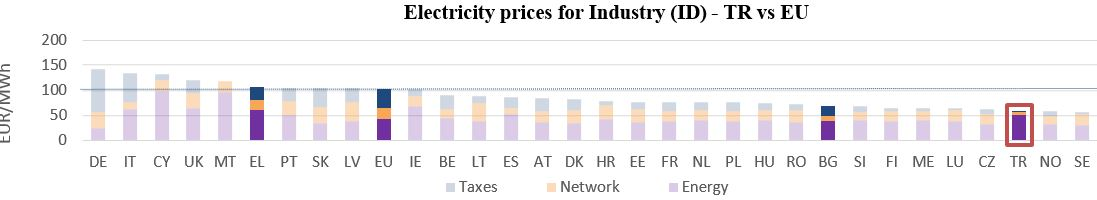 Electricity prices for Industry (ID) - TR vs EU
EUR/MWh
200
150
100
50
0
DE IT CY UK MT EL PT SK LV EU IE BE LT ES AT DK HR EE FR NL PL HU RO BG SI FI ME LU CZ TR NO SE
Taxes Network Energy